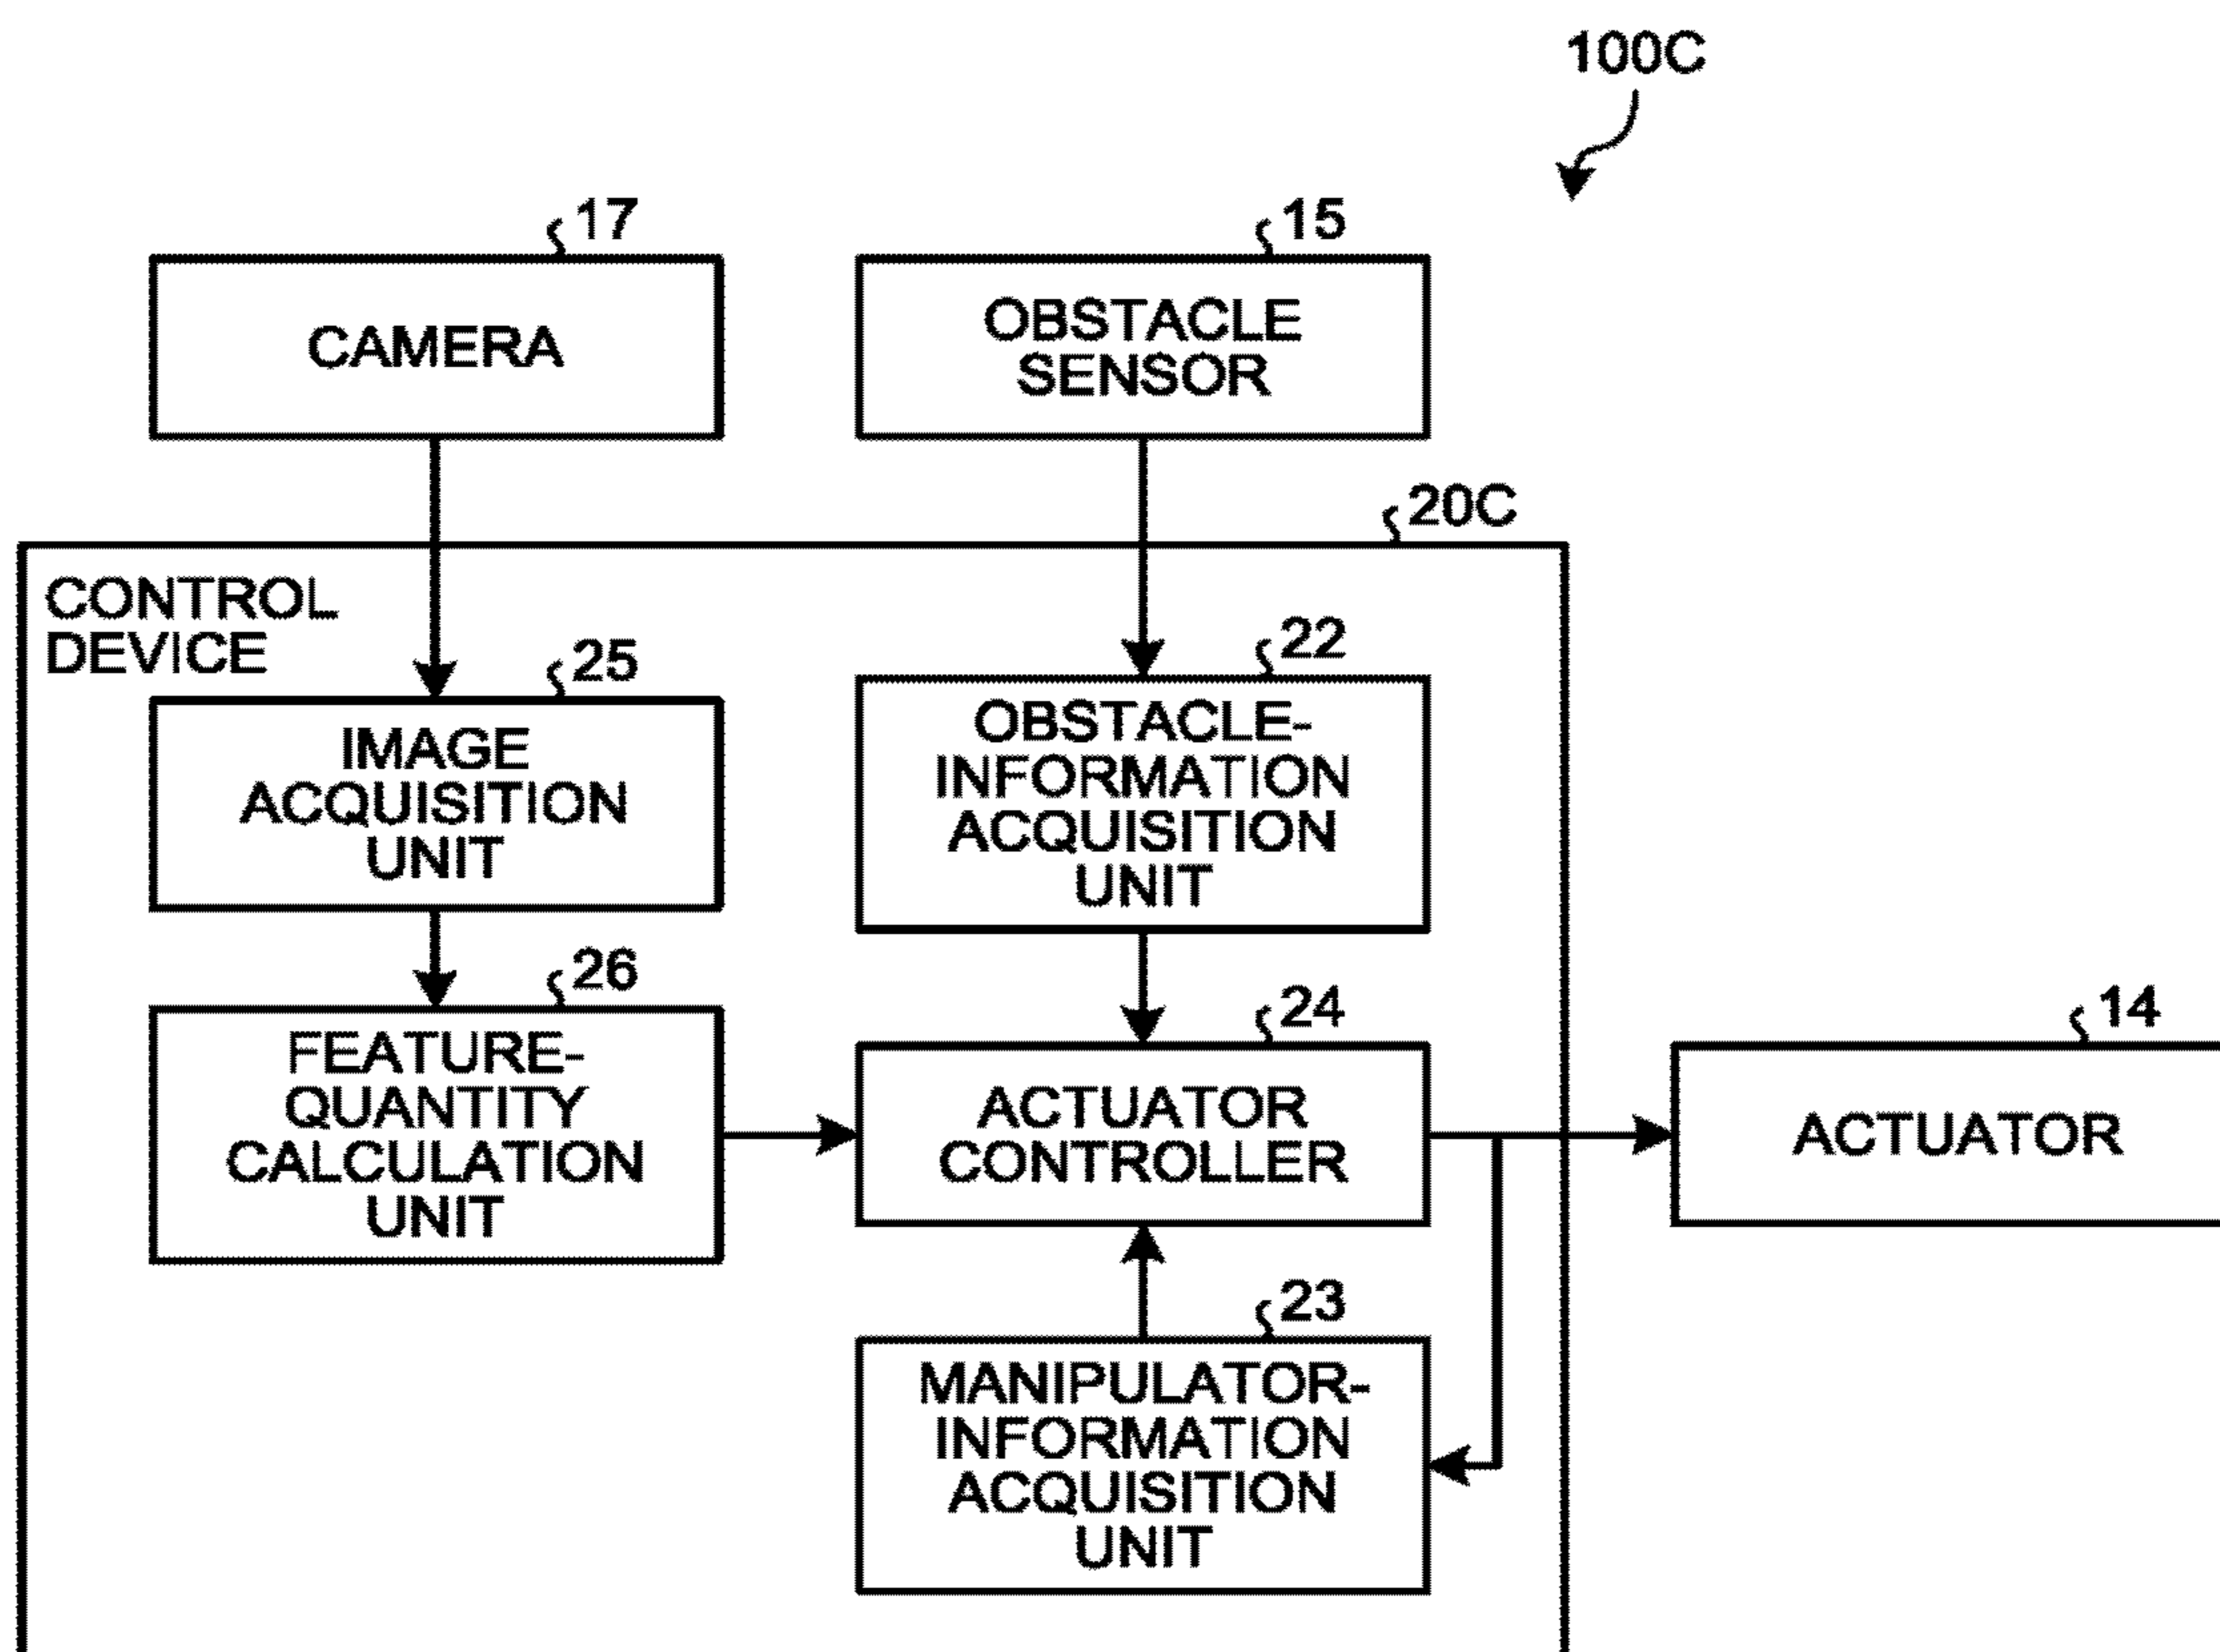 100C
17
CAMERA
15
OBSTACLE
SENSOR
20C
CONTROL
DEVICE
25
IMAGE
ACQUISITION
UNIT
22
OBSTACLE-
INFORMATION
ACQUISITION
UNIT
26
FEATURE-
QUANTITY
CALCULATION
UNIT
24
ACTUATOR
CONTROLLER
14
ACTUATOR
23
MANIPULATOR-
INFORMATION
ACQUISITION
UNIT